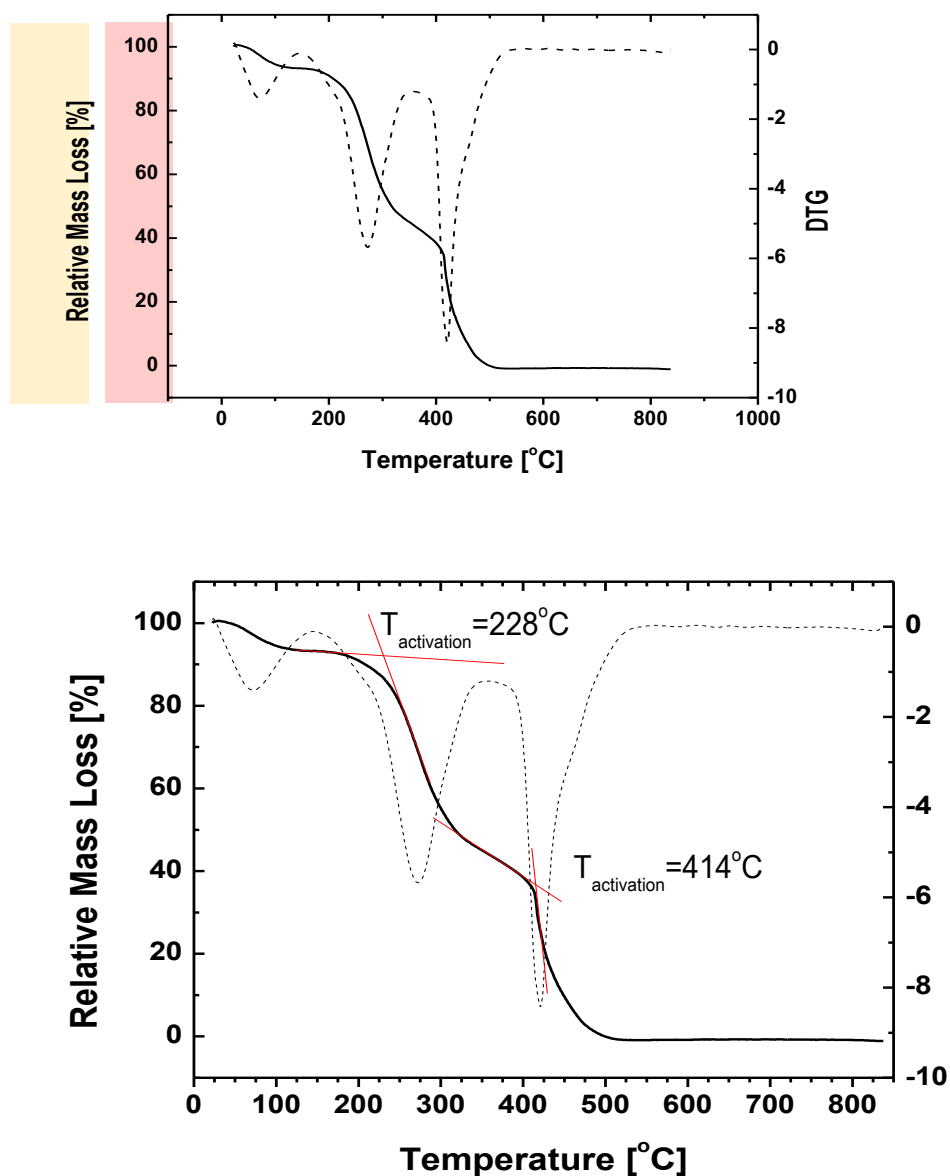 100
80
60
40
20
0
Relative Mass Loss [%]
0
-2
-4
-6
-8
-10
DTG
0 200 400 600 800 1000
Temperature [°C]
100
80
60
40
20
0
Relative Mass Loss [%]
T activation =228°C
T activation =414°C
0
-2
-4
-6
-8
-10
0 100 200 300 400 500 600 700 800
Temperature [°C]